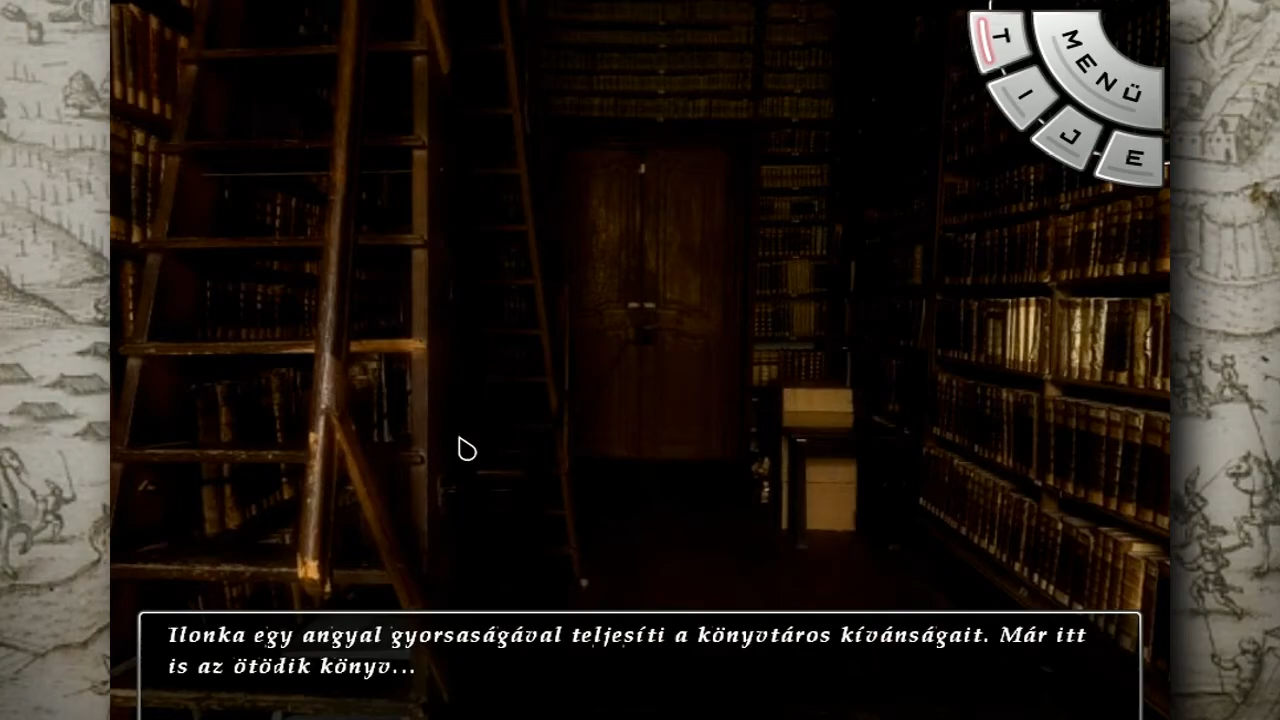 MENÜ
T
I
J
E
Ilonka egy angyal gyorsaságával teljesíti a könyvtáros kívánságait. Már itt
is az ötödik könyv...